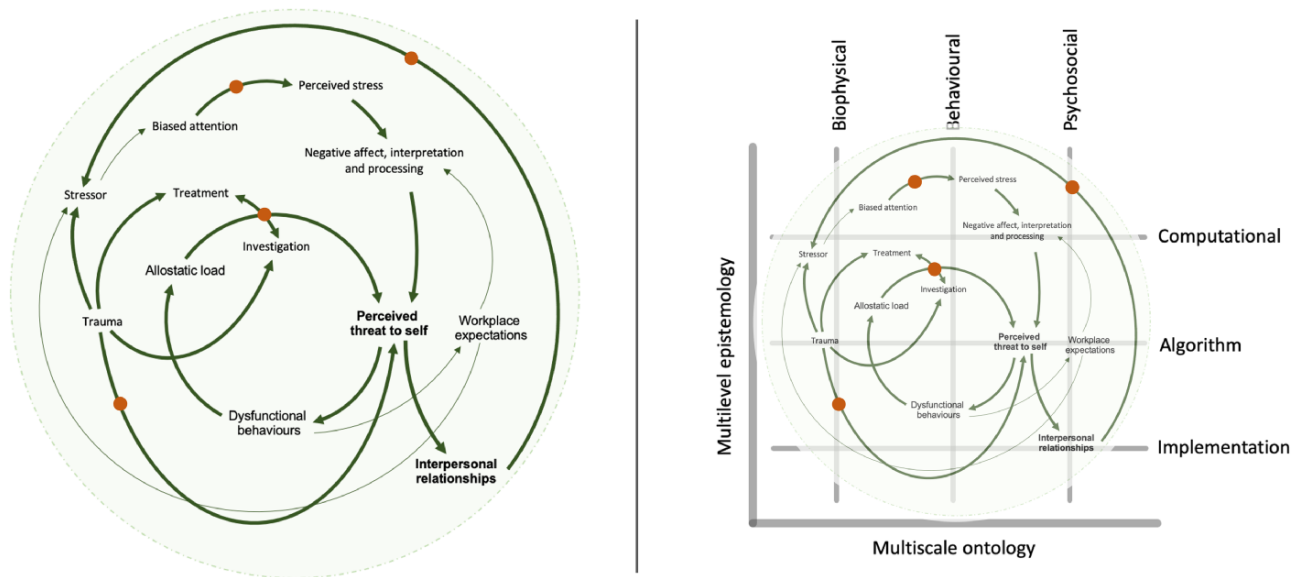 Perceived stress
Biased attention
Negative affect, interpretation
and processing
Stressor
Treatment
Investigation
Allostatic load
Trauma
Perceived
threat to self
Workplace
expectations
Dysfunctional
behaviours
Interpersonal
relationships
Biophysical
Behavioural
Psychosocial
Perceived stress
Biased attention
Negative affect, interpretation
and processing
Stressor
Treatment
Investigation
Allostatic load
Trauma
Perceived
threat to self
Workplace
expectations
Dysfunctional
behaviours
Interpersonal
relationships
Computational
Algorithm
Implementation
Multilevel epistemology
Multiscale ontology